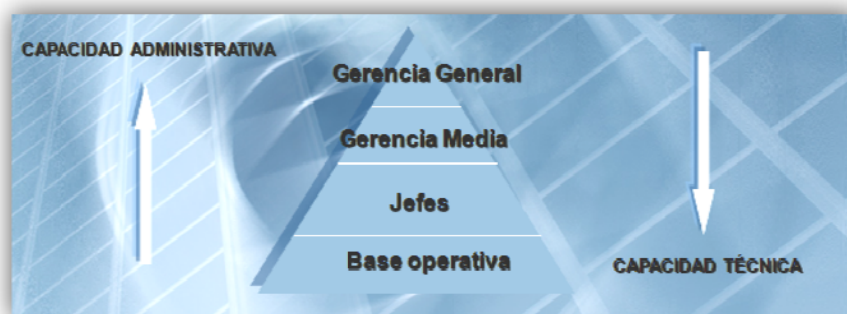 CAPACIDAD ADMINISTRATIVA
Gerencia General
Gerencia Media
Jefes
Base operativa
CAPACIDAD TÉCNICA